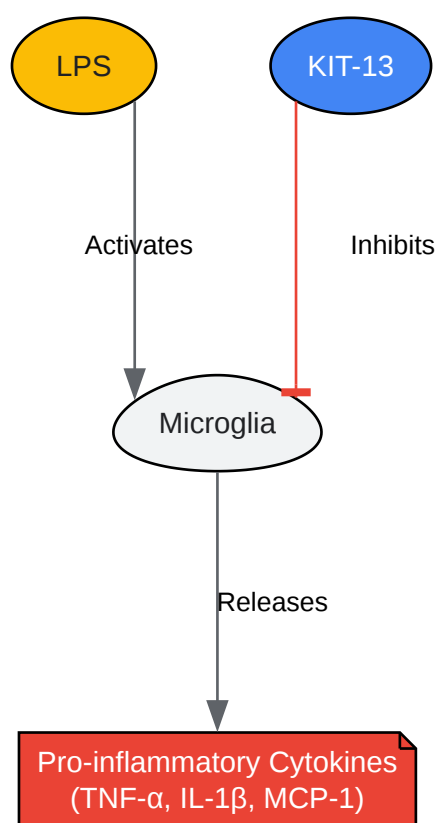 LPS
KIT-13
Activates
Inhibits
Microglia
Releases
Pro-inflammatory Cytokines
(TNF-α, IL-1β, MCP-1)